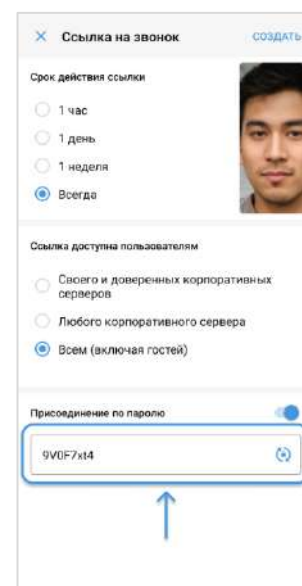 Ссылка на звонок
СОЗДАТЬ
Срок действия ссылки
1 час
1 день
1 неделя
Всегда
Ссылка доступна пользователям
Своего и доверенных корпоративных
серверов
Любого корпоративного сервера
Всем (включая гостей)
Присоединение по паролю
9V0F7xt4